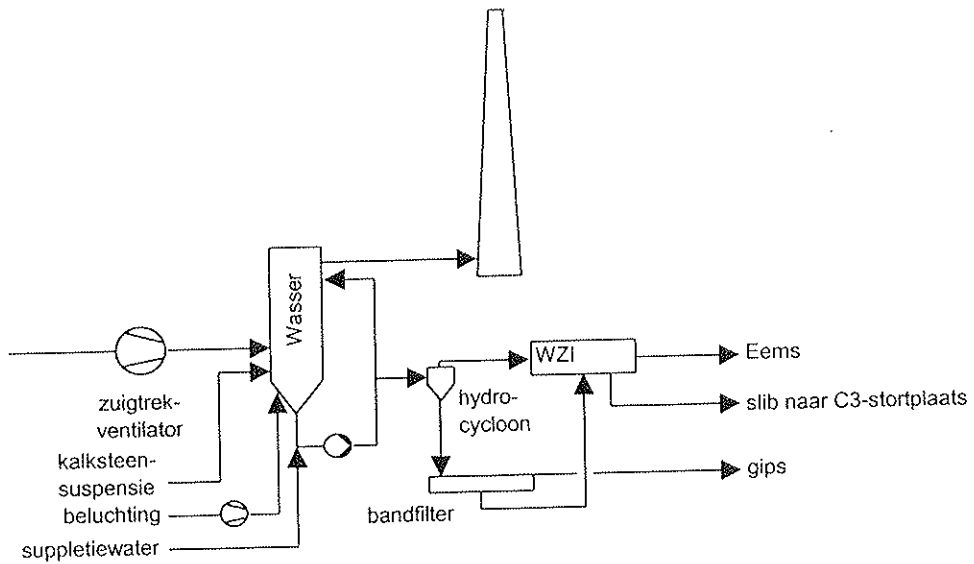 Wasser
WZI
Eems
slib naar C3-stortplaats
gips
hydro-
cycloon
bandfilter
zuigtrek-
ventilator
kalksteen-
suspensie
beluchting
suppletiewater